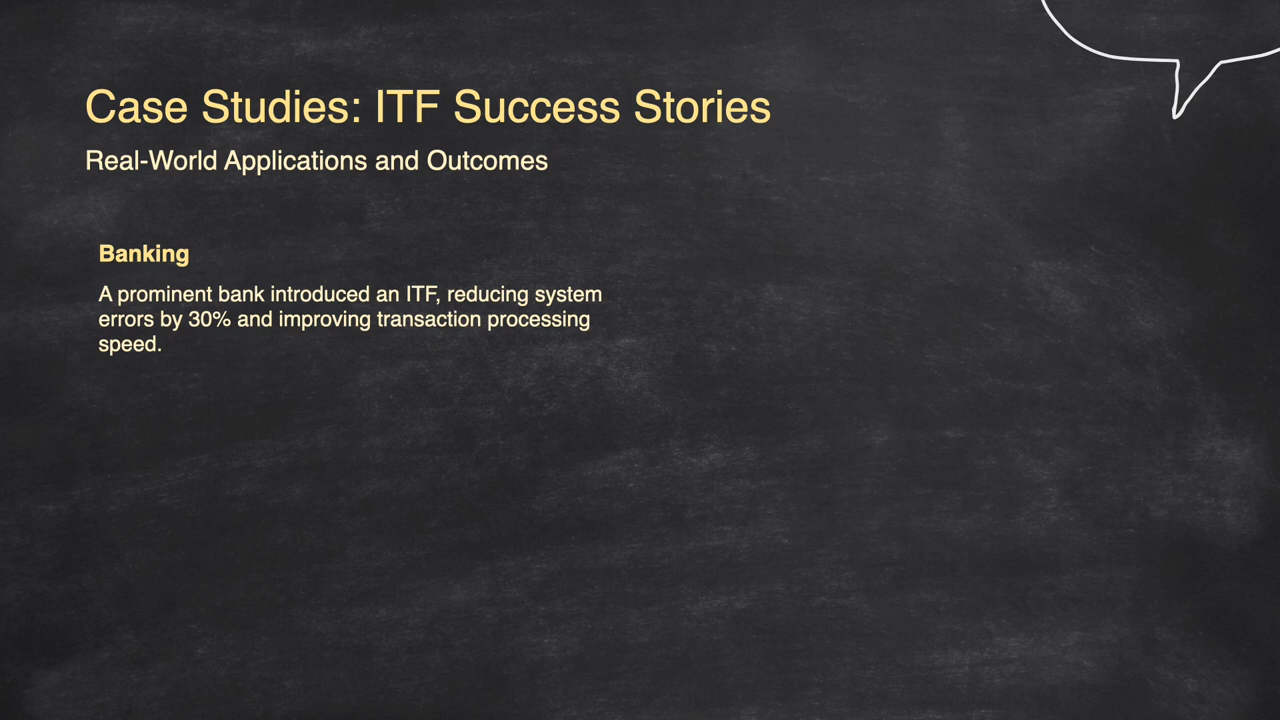 Case Studies: ITF Success Stories
Real-World Applications and Outcomes
Banking
A prominent bank introduced an ITF, reducing system
errors by 30% and improving transaction processing
speed.